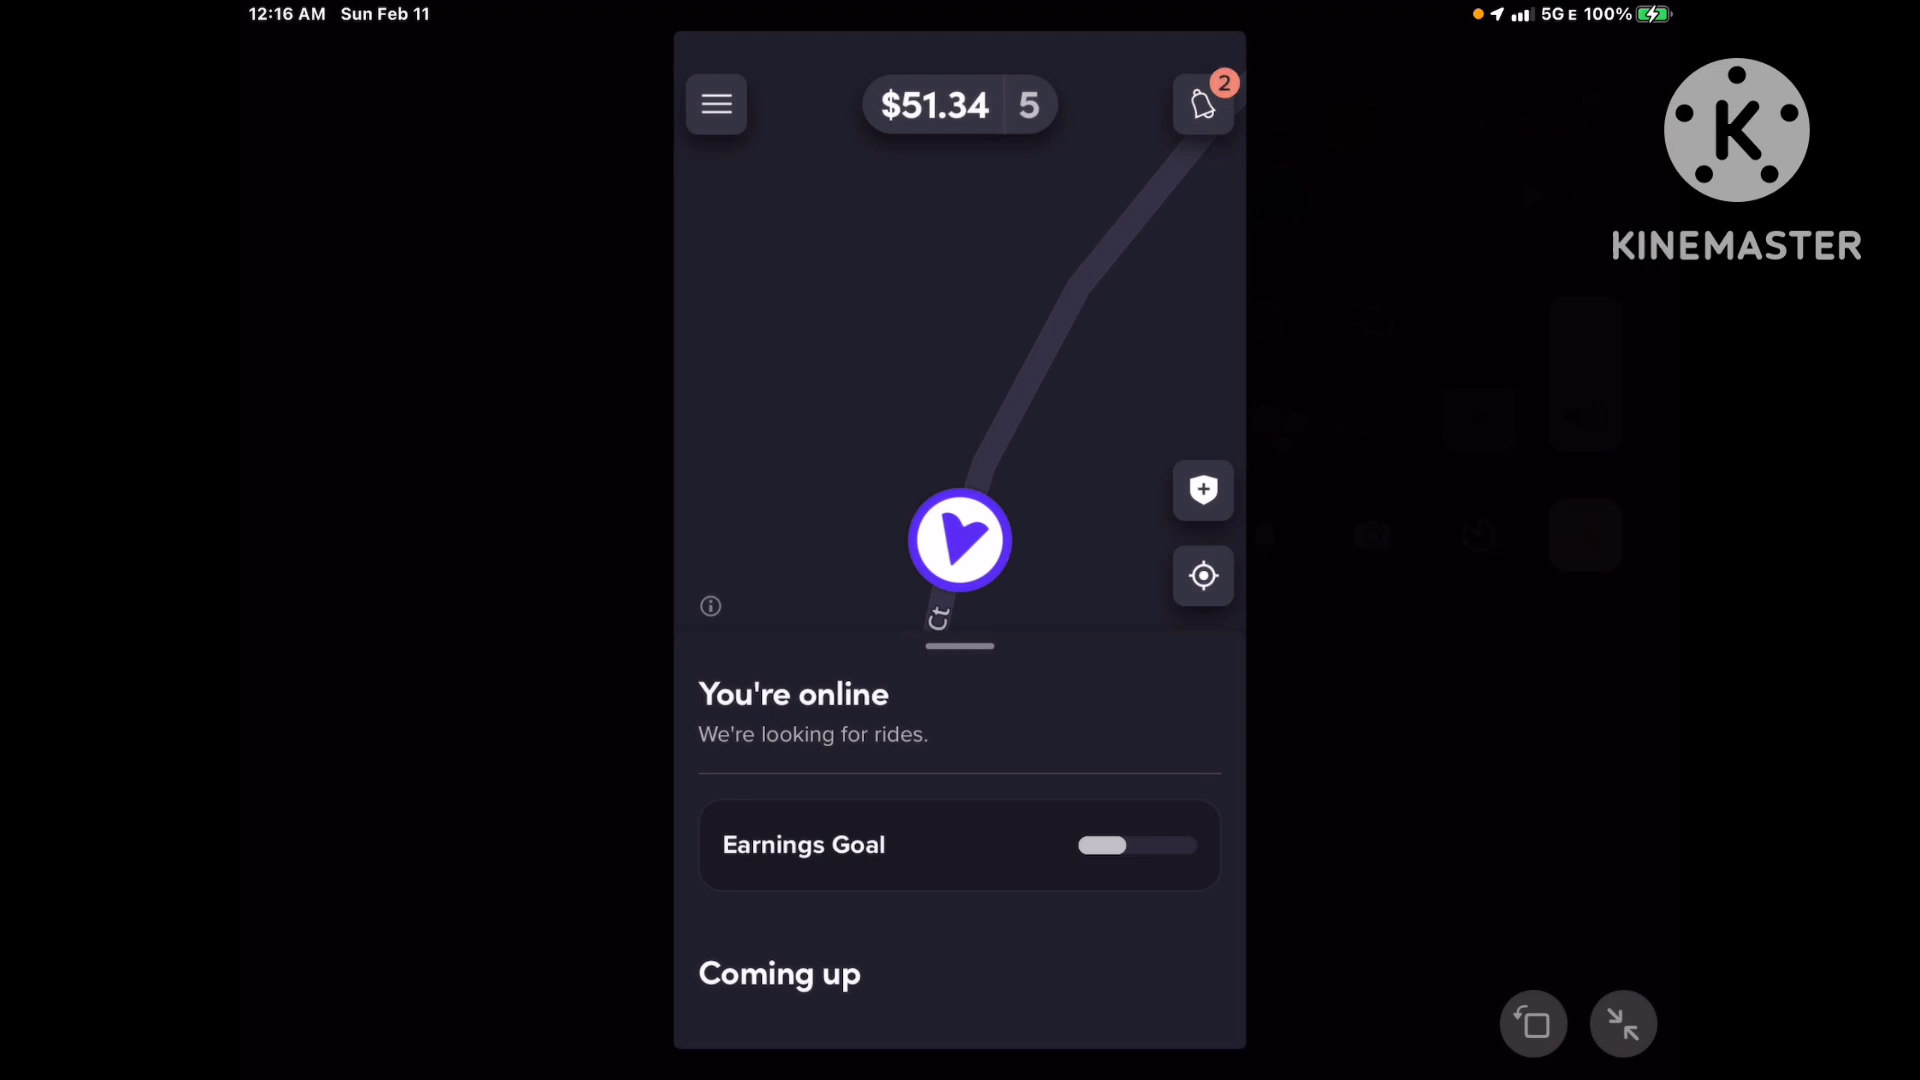 12:16 AM Sun Feb 11
5G E 100%
$51.34 5
2
K
KINEMASTER
Ct
You're online
We're looking for rides.
Earnings Goal
Coming up